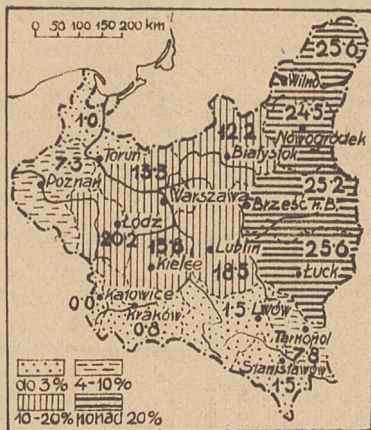 0 50 100 150 200 km
25·6
Wilno
24·5
1·0
12·2
Nowogródek
Toruń
13·5
Białystok
7·3
Poznań
25·2
Warszawa
Brześć n.B.
Łódź
20·2
15·8
Lublin
25·6
Kielce
18·5
Łuck
0·0
Katowice
Kraków
0·8
1·5
Lwów
Tarnopol
7·8
Stanisławów
1·5
do 3% 4-10%
10-20% ponad 20%